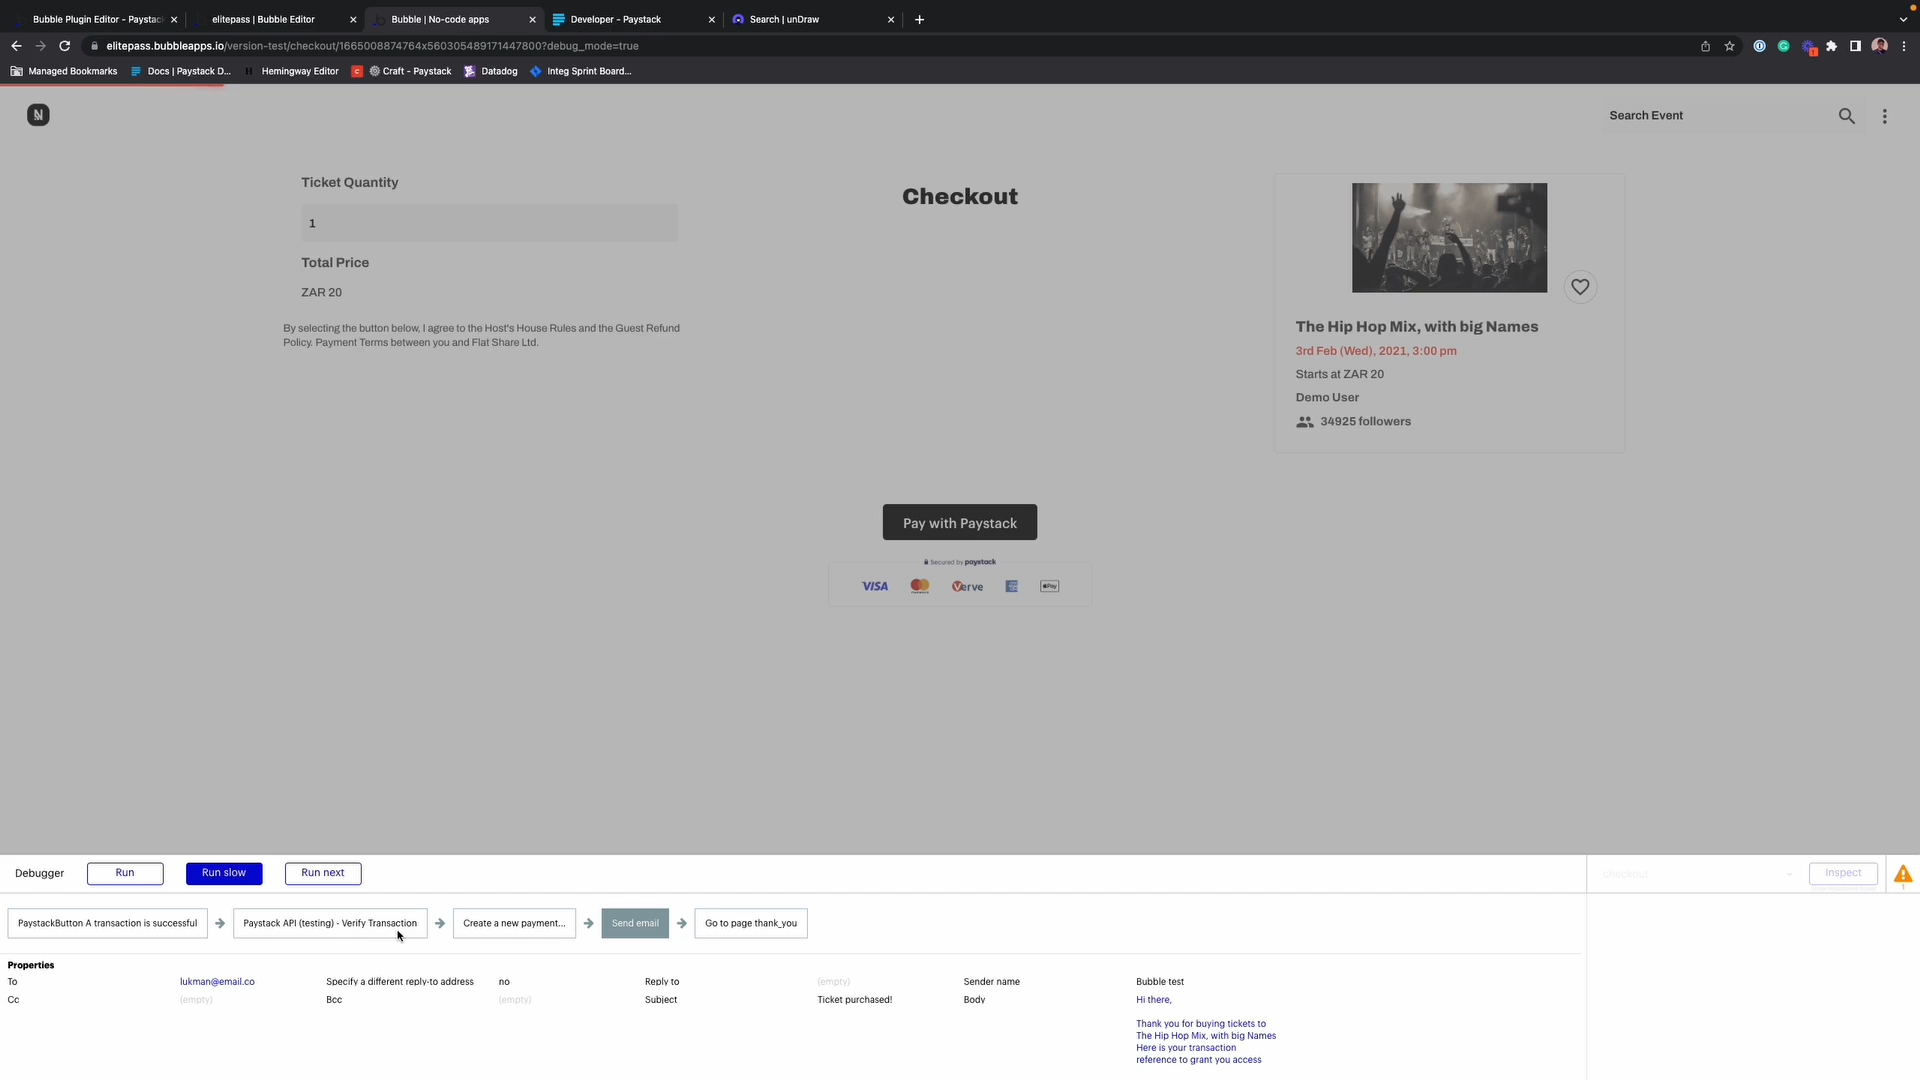 Bubble Plugin Editor - Paystac
elitepass | Bubble Editor
Bubble | No-code apps
Developer - Paystack
Search | unDraw
elitepass.bubbleapps.io/version-test/checkout/1665008874764x560305489171447800?debug_mode=true
Managed Bookmarks
Docs | Paystack D...
Hemingway Editor
Craft - Paystack
Datadog
Integ Sprint Board...
N
Search Event
Ticket Quantity
1
Total Price
ZAR 20
By selecting the button below, I agree to the Host's House Rules and the Guest Refund
Policy. Payment Terms between you and Flat Share Ltd.
Checkout
The Hip Hop Mix, with big Names
3rd Feb (Wed), 2021, 3:00 pm
Starts at ZAR 20
Demo User
34925 followers
Pay with Paystack
Secured by paystack
VISA
Verve
Pay
Debugger
Run
Run slow
Run next
checkout
Inspect
1
PaystackButton A transaction is successful
Paystack API (testing) - Verify Transaction
Create a new payment...
Send email
Go to page thank_you
Properties
To lukman@email.co Specify a different reply-to address no Reply to (empty) Sender name Bubble test
Cc (empty) Bcc (empty) Subject Ticket purchased! Body Hi there,
Thank you for buying tickets to
The Hip Hop Mix, with big Names
Here is your transaction
reference to grant you access